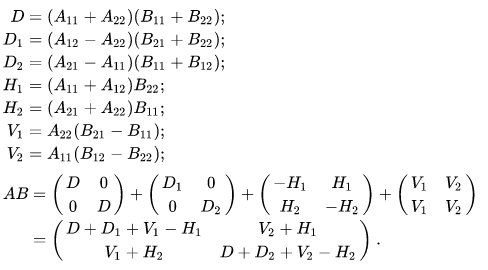 D = (A₁₁ + A₂₂)(B₁₁ + B₂₂);
D₁ = (A₁₂ − A₂₂)(B₂₁ + B₂₂);
D₂ = (A₂₁ − A₁₁)(B₁₁ + B₁₂);
H₁ = (A₁₁ + A₁₂)B₂₂;
H₂ = (A₂₁ + A₂₂)B₁₁;
V₁ = A₂₂(B₂₁ − B₁₁);
V₂ = A₁₁(B₁₂ − B₂₂);
AB = ( D 0 ; 0 D ) + ( D₁ 0 ; 0 D₂ ) + ( −H₁ H₁ ; H₂ −H₂ ) + ( V₁ V₂ ; V₁ V₂ )
= ( D + D₁ + V₁ − H₁ V₂ + H₁ ; V₁ + H₂ D + D₂ + V₂ − H₂ ) .